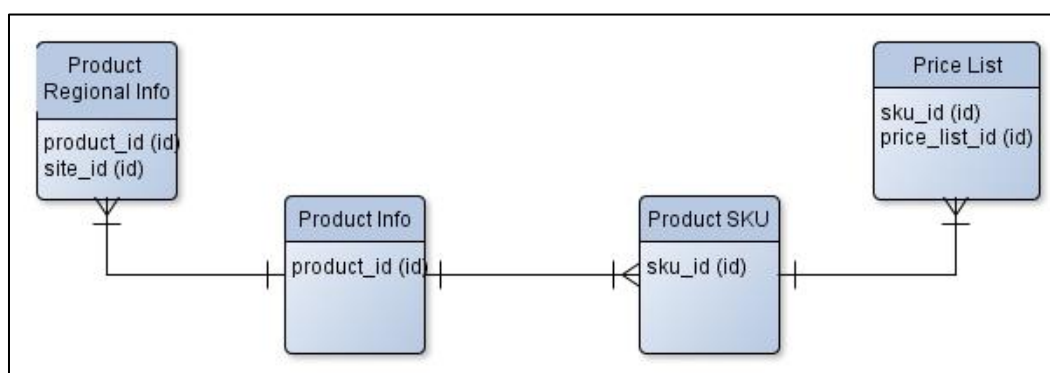 Product
Regional Info
product_id (id)
site_id (id)
Product Info
product_id (id)
Product SKU
sku_id (id)
Price List
sku_id (id)
price_list_id (id)